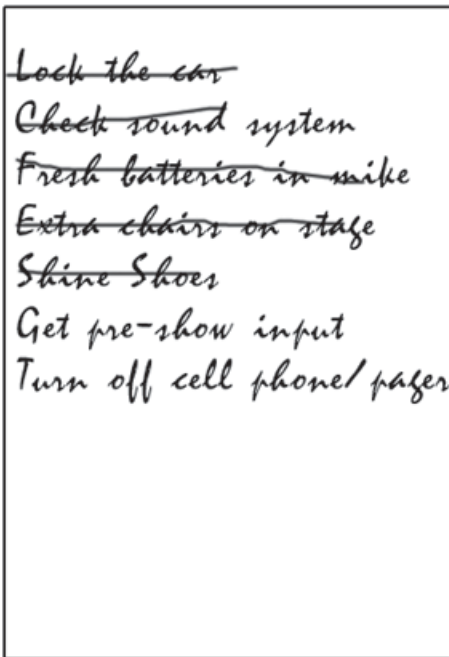 Lock the car
Check sound system
Fresh batteries in mike
Extra chairs on stage
Shine Shoes
Get pre-show input
Turn off cell phone/pager